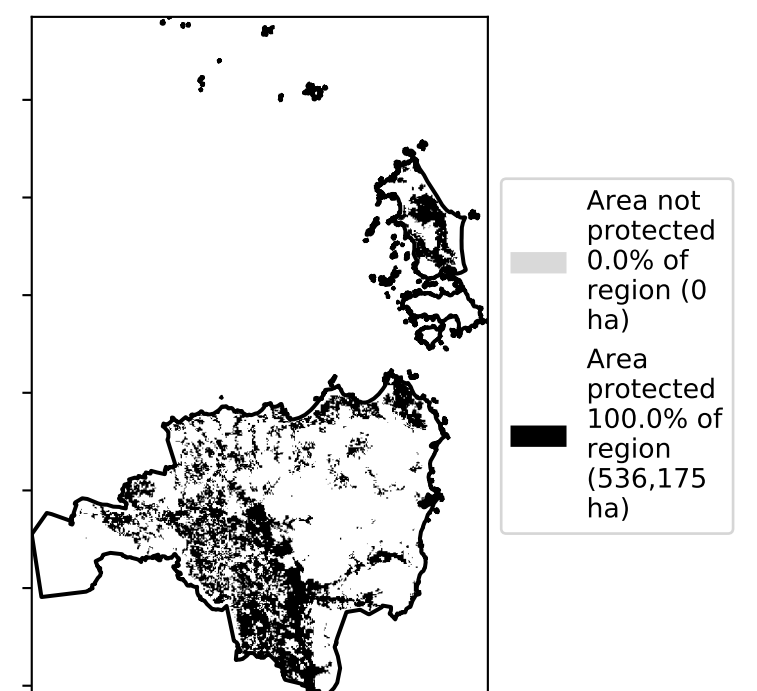 Area not
protected
0.0% of
region (0
ha)
Area
protected
100.0% of
region
(536,175
ha)